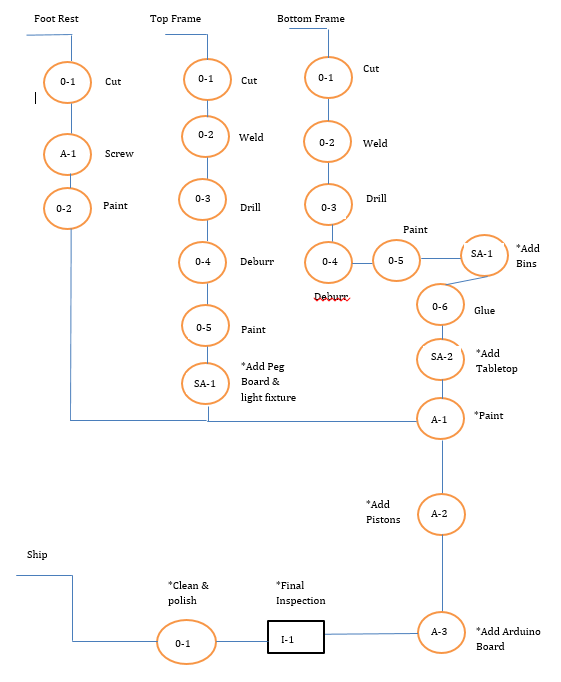 Foot Rest
Top Frame
Bottom Frame
0-1
Cut
0-1
Cut
0-1
Cut
A-1
Screw
0-2
Weld
0-2
Weld
0-2
Paint
0-3
Drill
0-3
Drill
0-4
Deburr
0-4
Deburr
0-5
Paint
SA-1
*Add
Bins
0-5
Paint
0-6
Glue
SA-1
*Add Peg
Board &
light fixture
SA-2
*Add
Tabletop
A-1
*Paint
A-2
*Add
Pistons
A-3
*Add Arduino
Board
*Final
Inspection
I-1
*Clean &
polish
0-1
Ship